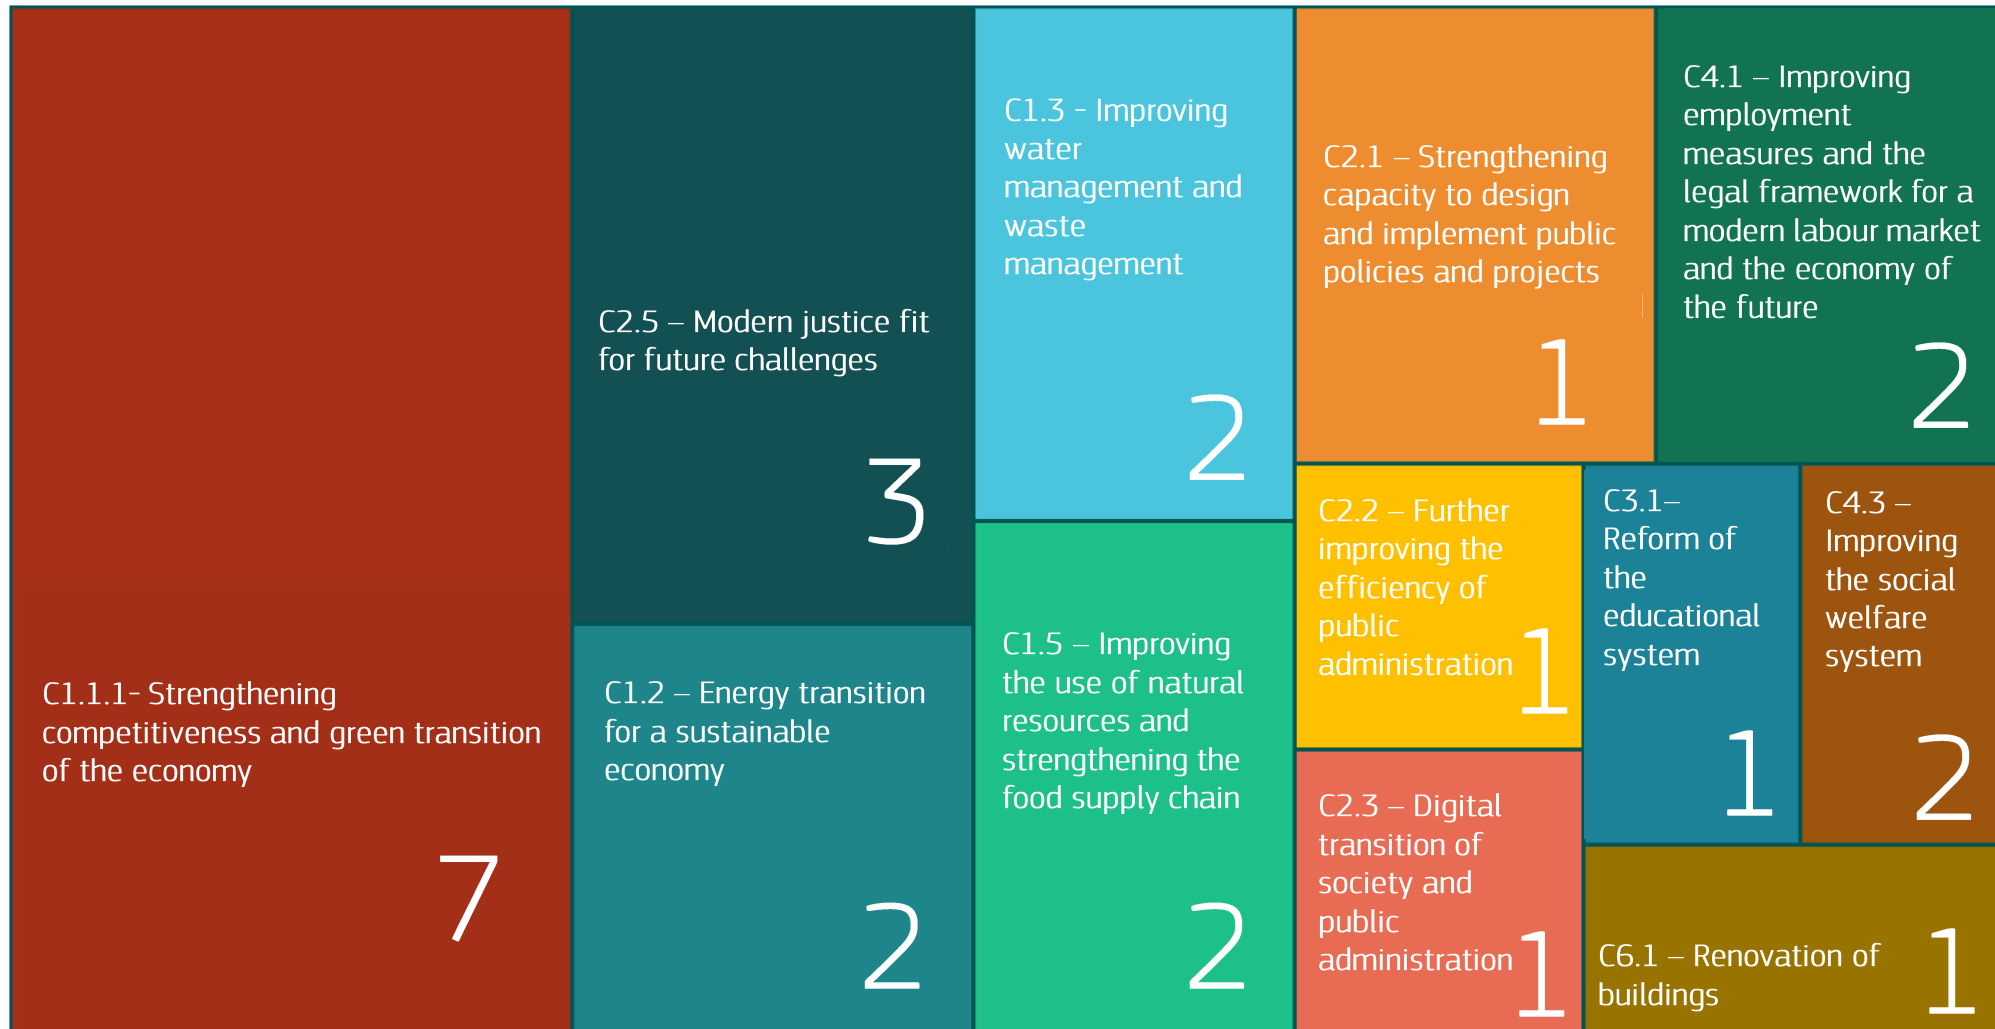 C1.1.1- Strengthening
competitiveness and green transition
of the economy
7
C2.5 – Modern justice fit
for future challenges
3
C1.2 – Energy transition
for a sustainable
economy
2
C1.3 - Improving
water
management and
waste
management
2
C1.5 – Improving
the use of natural
resources and
strengthening the
food supply chain
2
C2.1 – Strengthening
capacity to design
and implement public
policies and projects
1
C4.1 – Improving
employment
measures and the
legal framework for a
modern labour market
and the economy of
the future
2
C2.2 – Further
improving the
efficiency of
public
administration
1
C2.3 – Digital
transition of
society and
public
administration
1
C3.1–
Reform of
the
educational
system
1
C4.3 –
Improving
the social
welfare
system
2
C6.1 – Renovation of
buildings
1